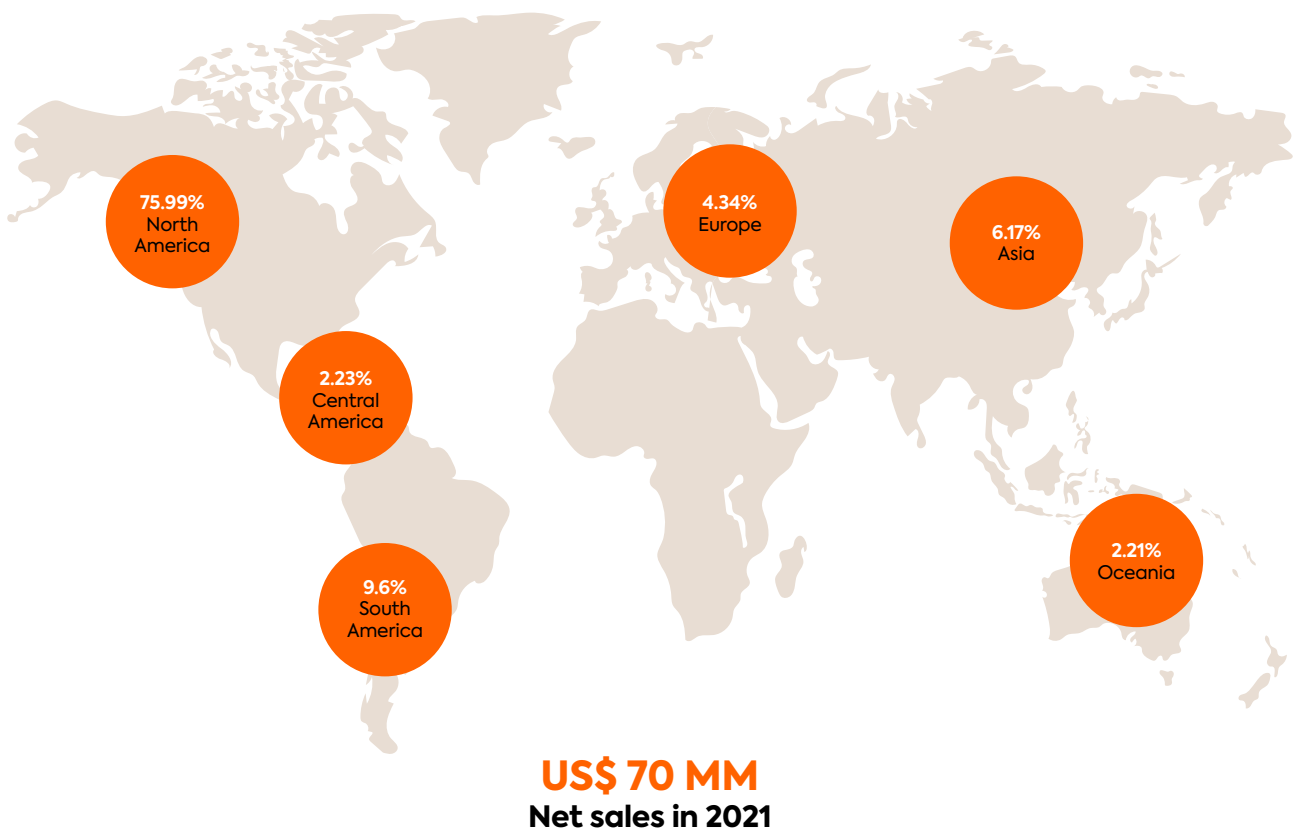 75.99%
North
America
4.34%
Europe
6.17%
Asia
2.23%
Central
America
2.21%
Oceania
9.6%
South
America
US$ 70 MM
Net sales in 2021